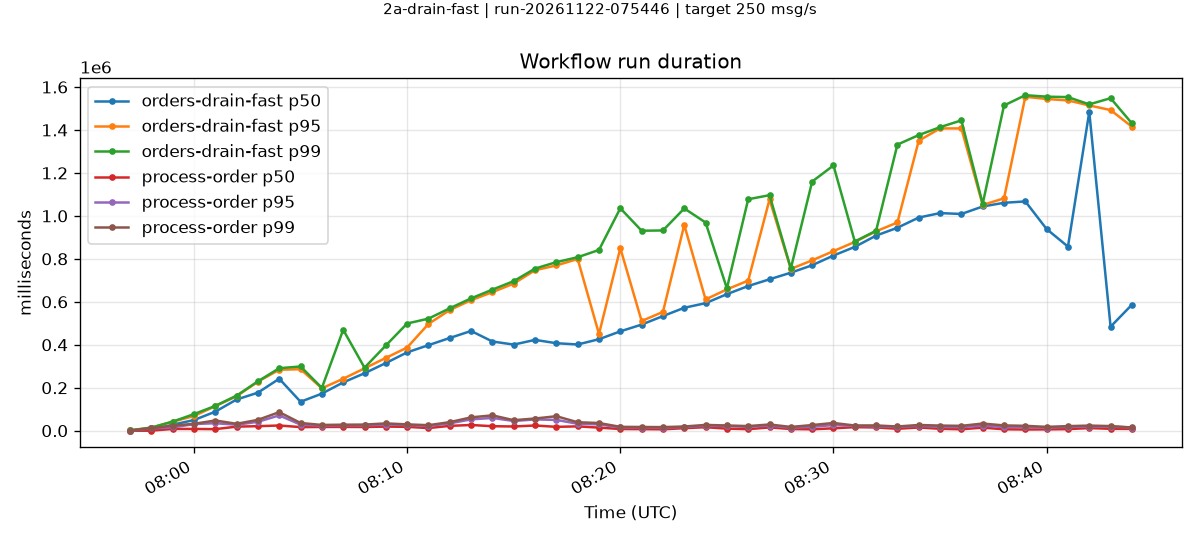 2a-drain-fast | run-20261122-075446 | target 250 msg/s
Workflow run duration
1e6
1.6
1.4
1.2
1.0
0.8
0.6
0.4
0.2
0.0
milliseconds
orders-drain-fast p50
orders-drain-fast p95
orders-drain-fast p99
process-order p50
process-order p95
process-order p99
08:00
08:10
08:20
08:30
08:40
Time (UTC)